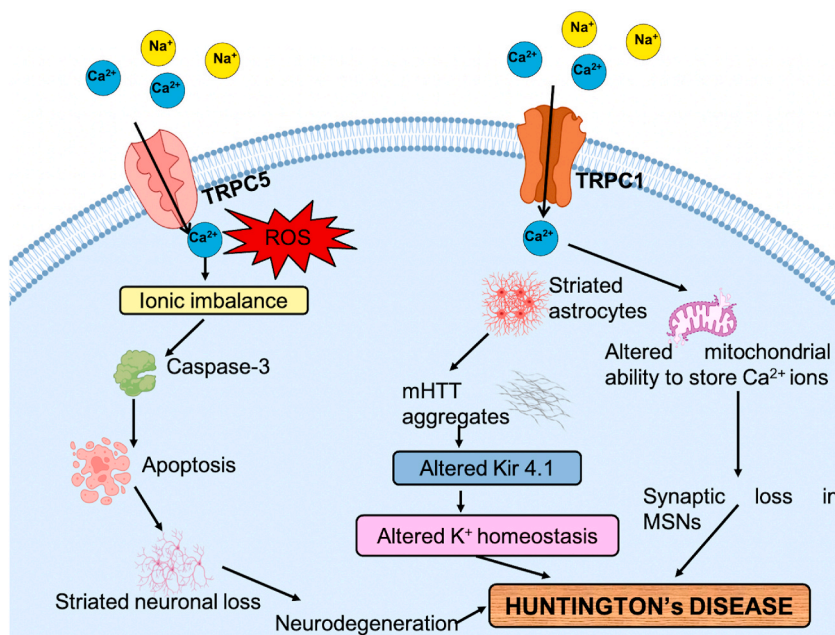 Na⁺
Ca²⁺
Na⁺
Ca²⁺
Na⁺
Ca²⁺
Na⁺
Ca²⁺
TRPC5
TRPC1
Ca²⁺
ROS
Ca²⁺
Ionic imbalance
Striated
astrocytes
Caspase-3
Altered mitochondrial
ability to store Ca²⁺ ions
mHTT
aggregates
Apoptosis
Altered Kir 4.1
Synaptic loss in
MSNs
Altered K⁺ homeostasis
Striated neuronal loss
Neurodegeneration
HUNTINGTON's DISEASE